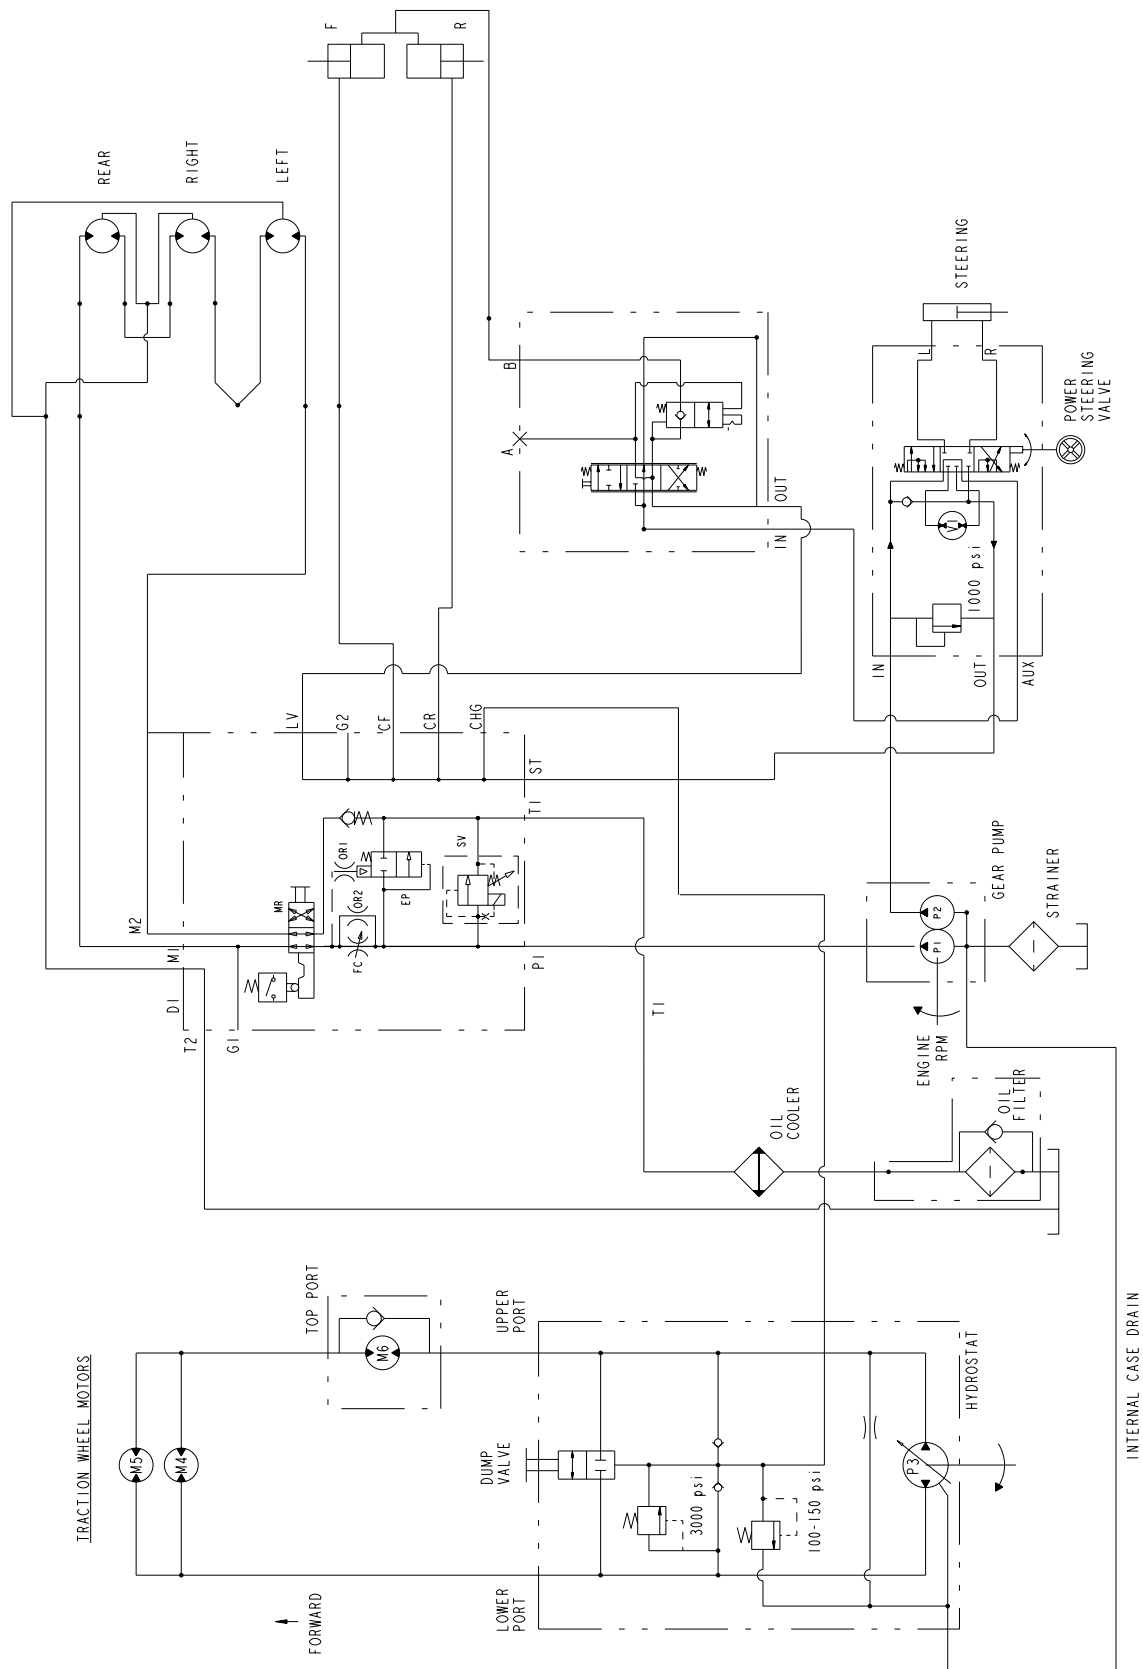 F
R
REAR
RIGHT
LEFT
STEERING
L
R
B
A
POWER
STEERING
VALVE
OUT
IN
V1
1000 psi
IN
OUT
AUX
LV
G2
CF
CR
CHG
ST
T1
M2
M1
D1
T2
G1
MR
OR1
OR2
FC
EP
SV
X
P1
T1
GEAR PUMP
P2
P1
STRAINER
ENGINE
RPM
OIL
COOLER
OIL
FILTER
TOP PORT
M6
UPPER
PORT
TRACTION WHEEL MOTORS
M5
M4
DUMP
VALVE
3000 psi
100-150 psi
P3
HYDROSTAT
LOWER
PORT
FORWARD
INTERNAL CASE DRAIN